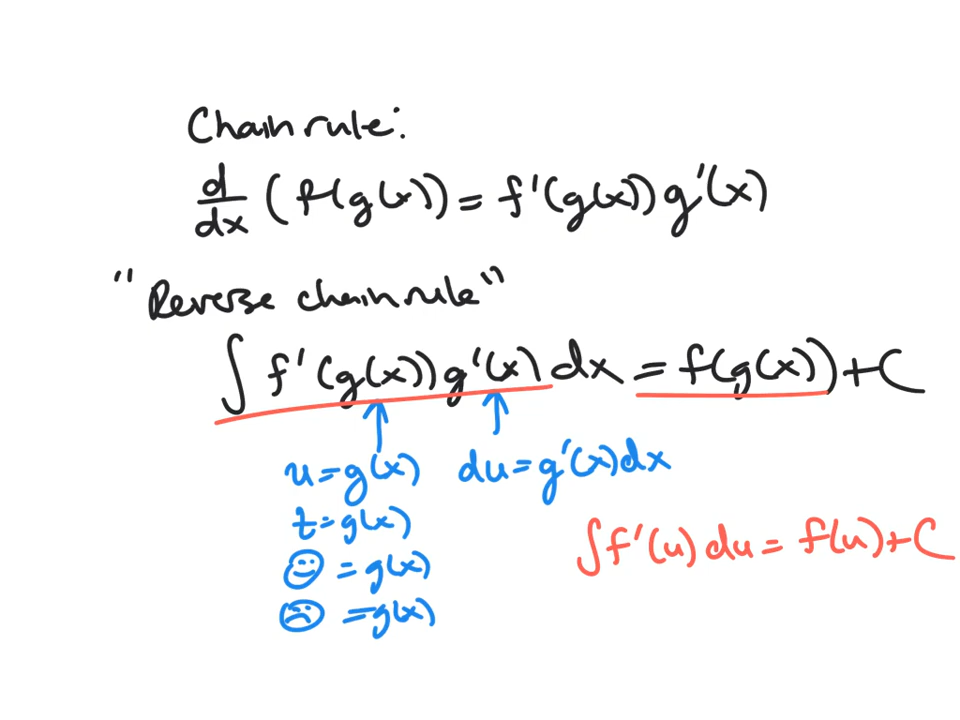 Chain rule:
d/dx (f(g(x)) = f'(g(x)) g'(x)
"Reverse chain rule"
∫ f'(g(x)) g'(x) dx = f(g(x)) + C
u = g(x) du = g'(x)dx
t = g(x)
☺ = g(x)
☹ = g(x)
∫f'(u) du = f(u) + C